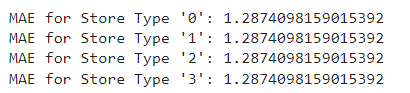 MAE for Store Type '0': 1.2874098159015392
MAE for Store Type '1': 1.2874098159015392
MAE for Store Type '2': 1.2874098159015392
MAE for Store Type '3': 1.2874098159015392